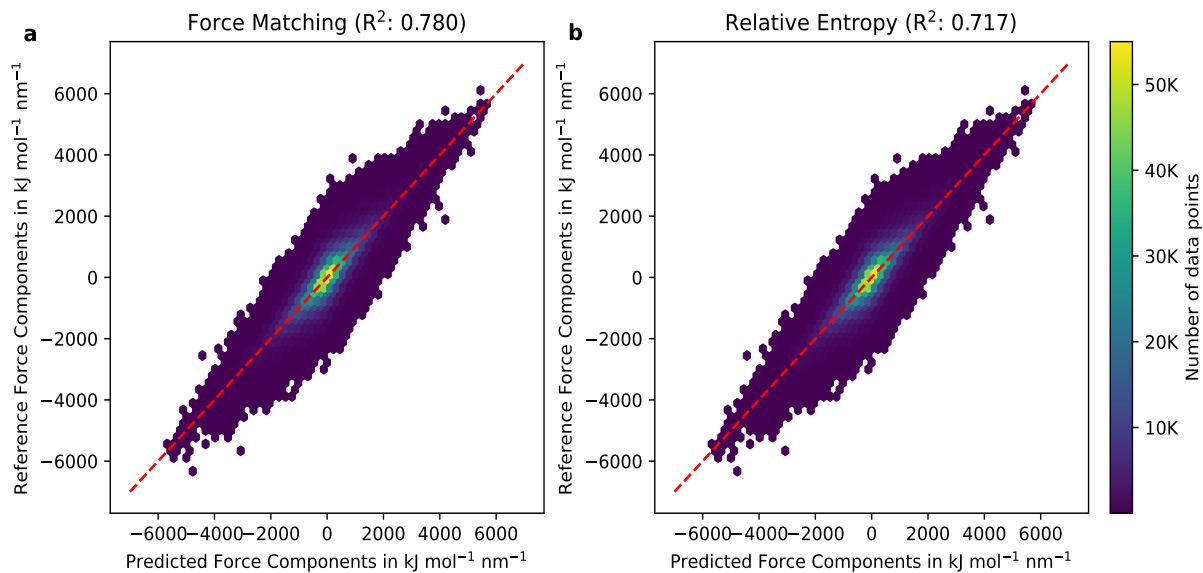 a
Force Matching (R²: 0.780)
Reference Force Components in kJ mol⁻¹ nm⁻¹
6000
4000
2000
0
−2000
−4000
−6000
−6000 −4000 −2000 0 2000 4000 6000
Predicted Force Components in kJ mol⁻¹ nm⁻¹
b
Relative Entropy (R²: 0.717)
Reference Force Components in kJ mol⁻¹ nm⁻¹
6000
4000
2000
0
−2000
−4000
−6000
−6000 −4000 −2000 0 2000 4000 6000
Predicted Force Components in kJ mol⁻¹ nm⁻¹
50K
40K
30K
20K
10K
Number of data points